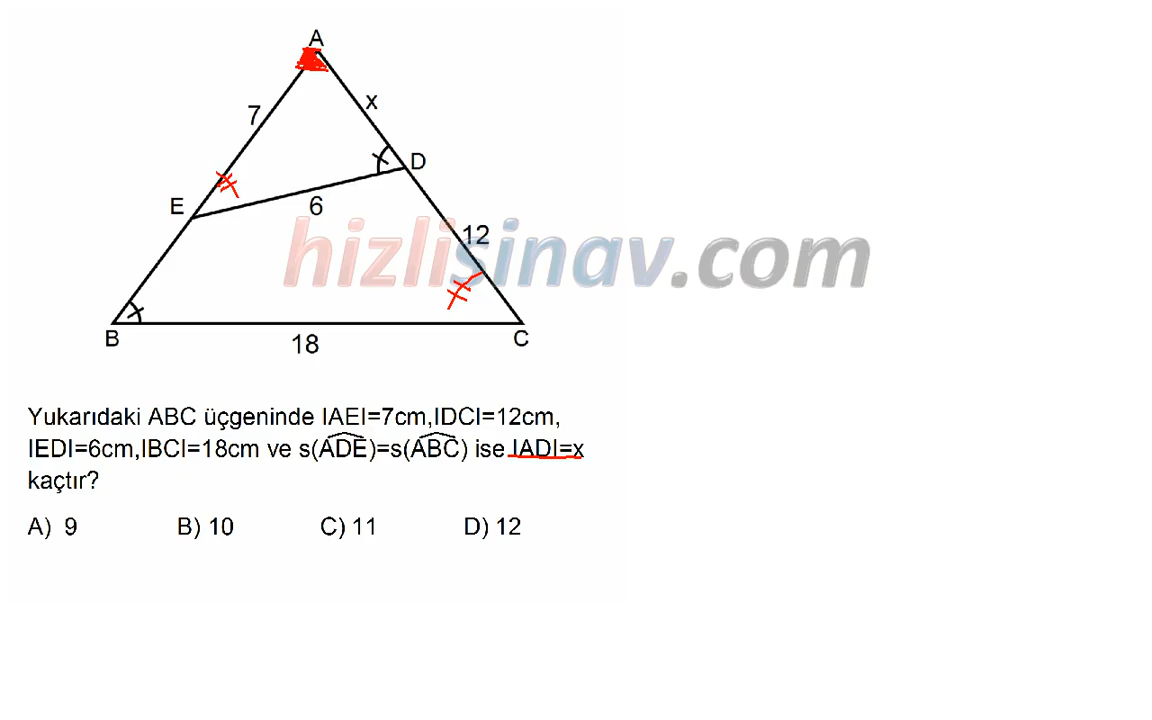 A
7
x
D
E
6
12
hizlisinav.com
B
18
C
Yukarıdaki ABC üçgeninde IAEI=7cm,IDCI=12cm,
IEDI=6cm,IBCI=18cm ve s(ADE)=s(ABC) ise IADI=x
kaçtır?
A) 9 B) 10 C) 11 D) 12